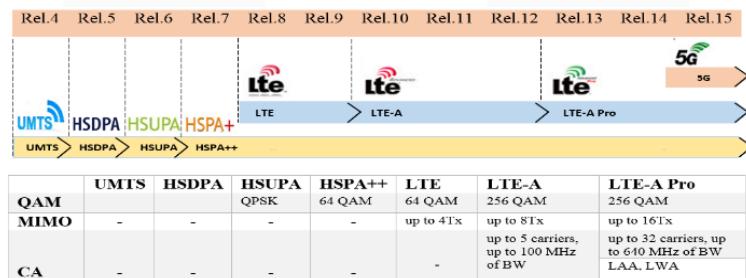 Rel.4 Rel.5 Rel.6 Rel.7 Rel.8 Rel.9 Rel.10 Rel.11 Rel.12 Rel.13 Rel.14 Rel.15
5G
Lte Lte Lte
5G
LTE LTE-A LTE-A Pro
UMTS HSDPA HSUPA HSPA+
UMTS HSDPA HSUPA HSPA++
UMTS HSDPA HSUPA HSPA++ LTE LTE-A LTE-A Pro
QAM QPSK 64 QAM 64 QAM 256 QAM 256 QAM
MIMO - - - - up to 4Tx up to 8Tx up to 16Tx
CA - - - - - up to 5 carriers, up to 100 MHz of BW up to 32 carriers, up to 640 MHz of BW
LAA, LWA